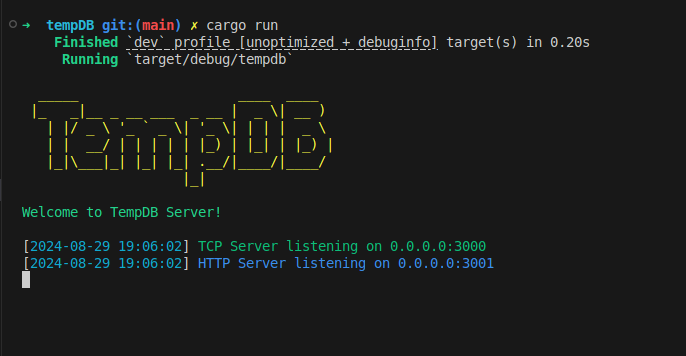 ➜  tempDB git:(main) ✗ cargo run
    Finished `dev` profile [unoptimized + debuginfo] target(s) in 0.20s
     Running `target/debug/tempdb`
TempDB
Welcome to TempDB Server!
[2024-08-29 19:06:02] TCP Server listening on 0.0.0.0:3000
[2024-08-29 19:06:02] HTTP Server listening on 0.0.0.0:3001